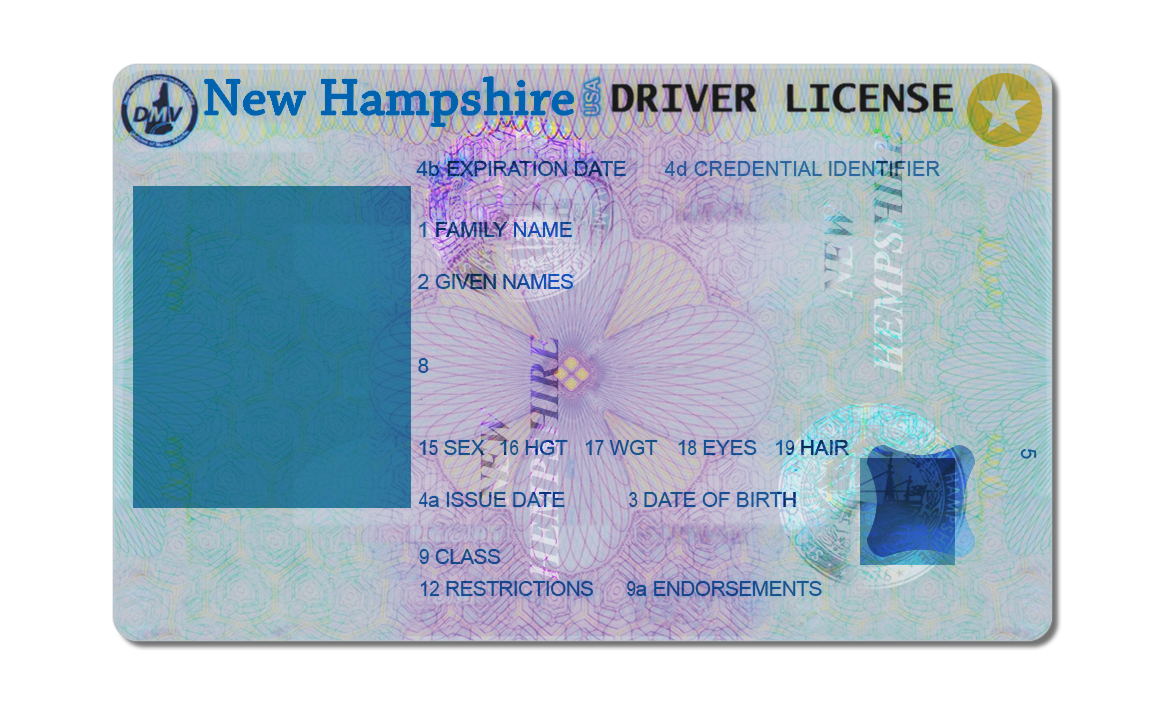 DMV New Hampshire USA DRIVER LICENSE
4b EXPIRATION DATE 4d CREDENTIAL IDENTIFIER
1 FAMILY NAME
2 GIVEN NAMES
NEW
HEMPSHIRE
8
NEW
HEMPSHIRE
15 SEX 16 HGT 17 WGT 18 EYES 19 HAIR
5
4a ISSUE DATE 3 DATE OF BIRTH
9 CLASS
12 RESTRICTIONS 9a ENDORSEMENTS